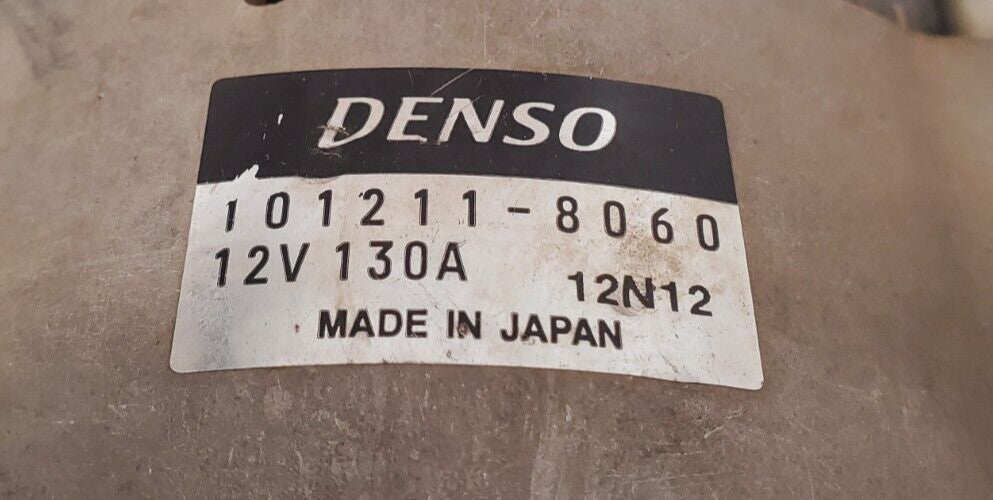 DENSO
101211-8060
12V 130A 12N12
MADE IN JAPAN